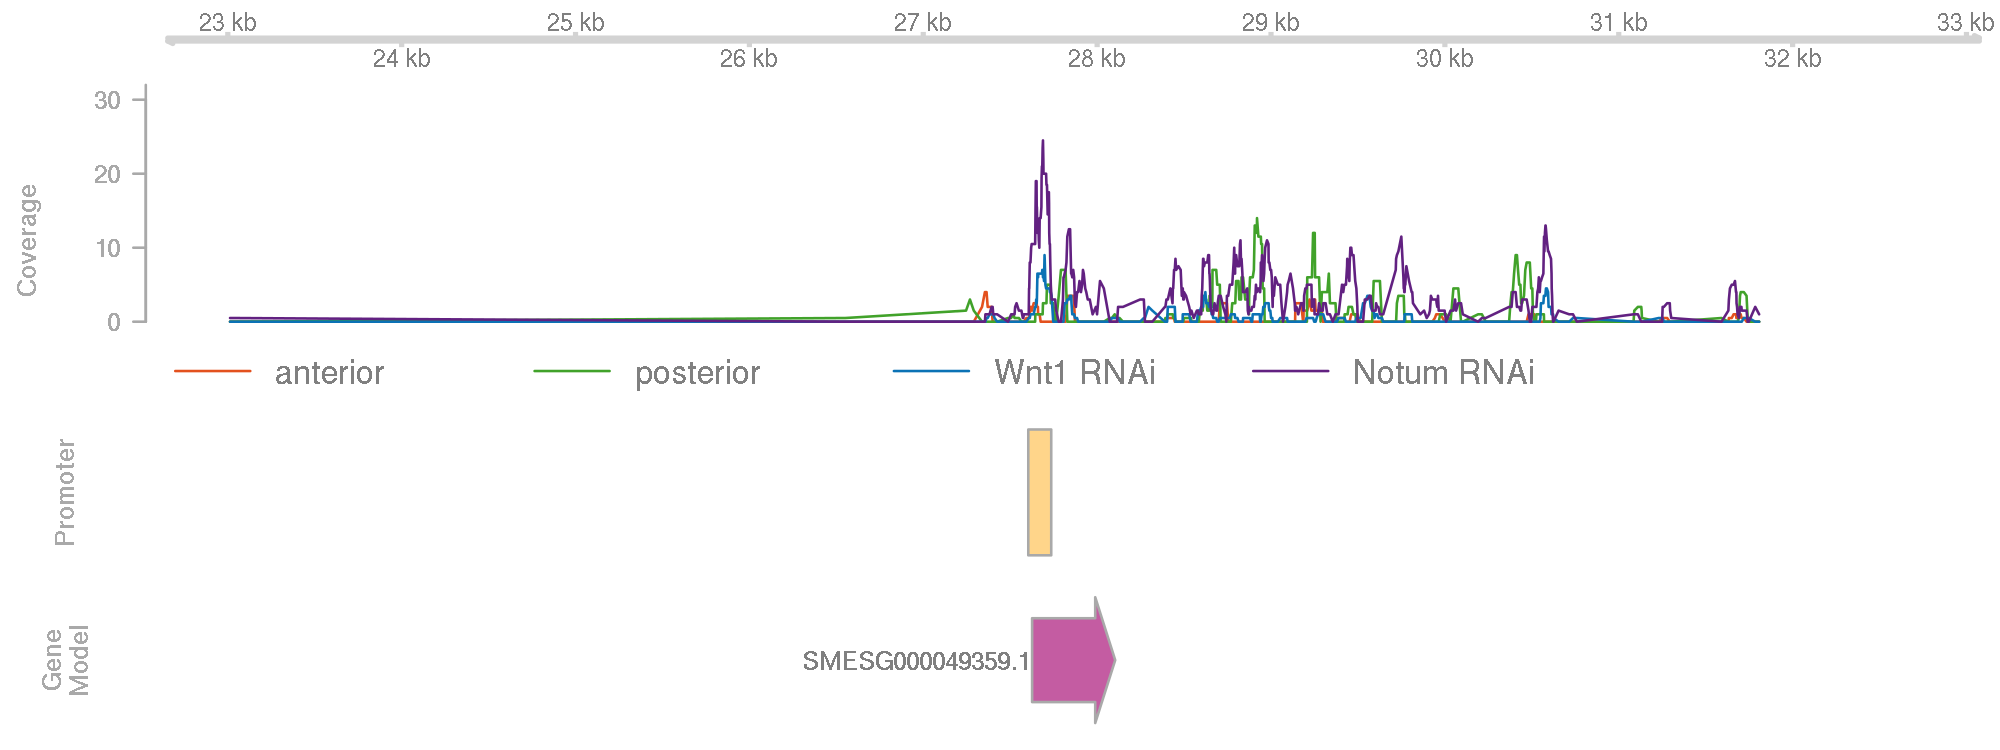 23 kb 25 kb 27 kb 29 kb 31 kb 33 kb
24 kb 26 kb 28 kb 30 kb 32 kb
30
20
10
0
Coverage
anterior posterior Wnt1 RNAi Notum RNAi
Promoter
Gene
Model
SMESG000049359.1